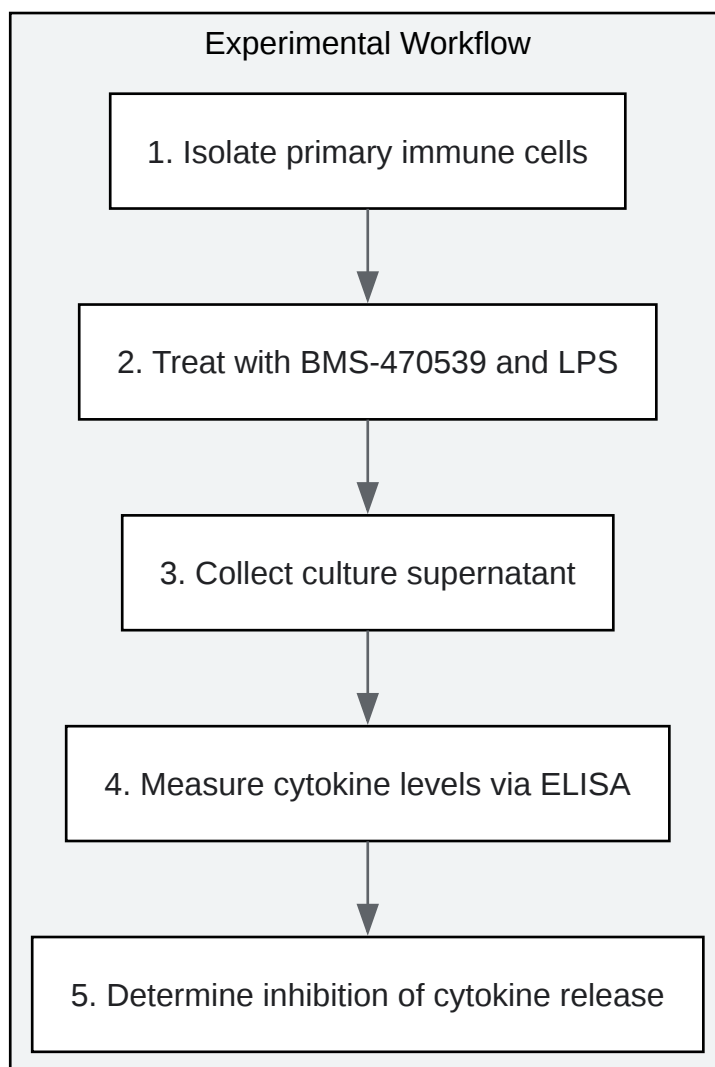 Experimental Workflow
1. Isolate primary immune cells
2. Treat with BMS-470539 and LPS
3. Collect culture supernatant
4. Measure cytokine levels via ELISA
5. Determine inhibition of cytokine release